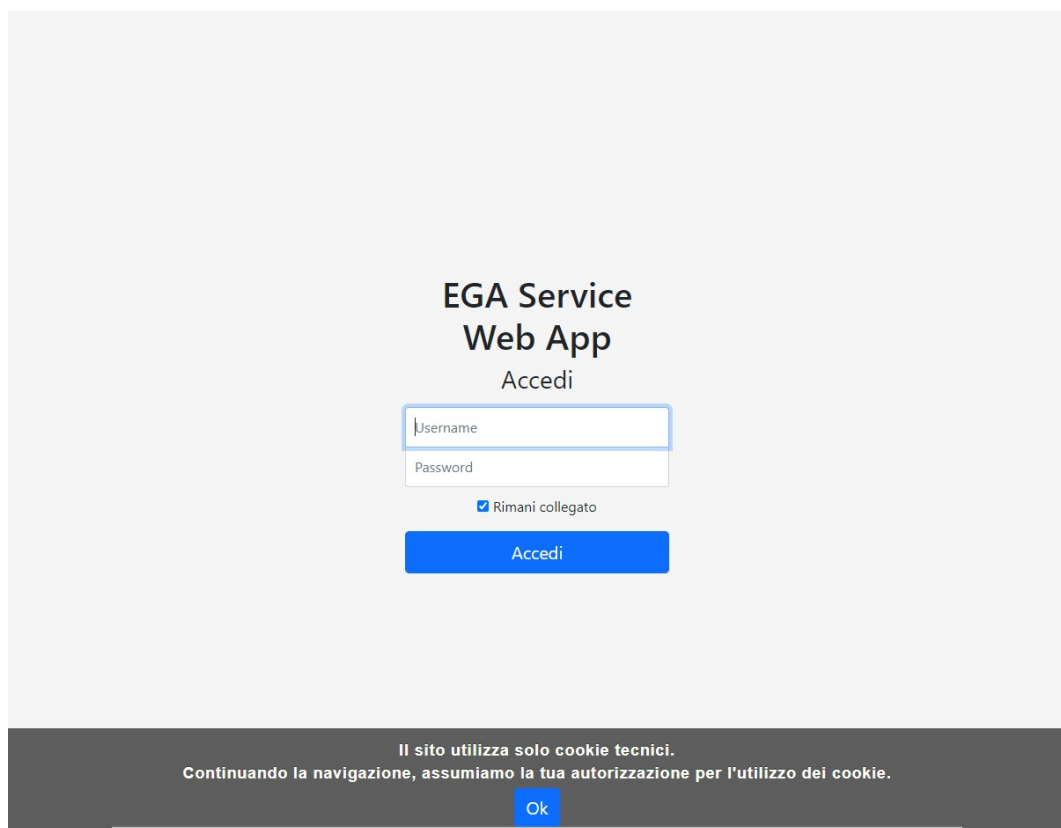 EGA Service
Web App
Accedi
Username
Password
Rimani collegato
Accedi
Il sito utilizza solo cookie tecnici.
Continuando la navigazione, assumiamo la tua autorizzazione per l'utilizzo dei cookie.
Ok